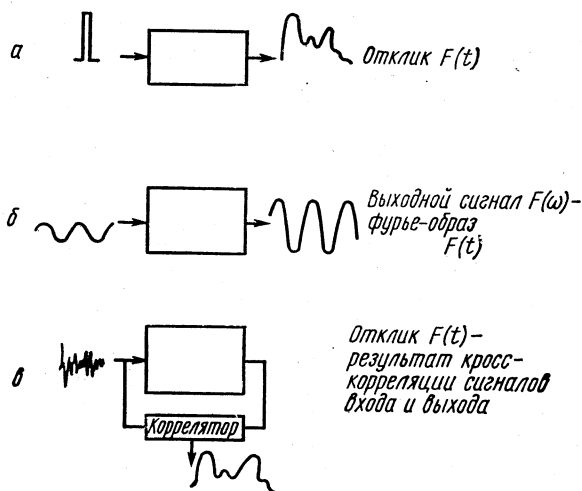 а
Отклик F(t)
б
Выходной сигнал F(ω)–
фурье-образ
F(t)
в
Отклик F(t) –
результат кросс-
корреляции сигналов
входа и выхода
Коррелятор